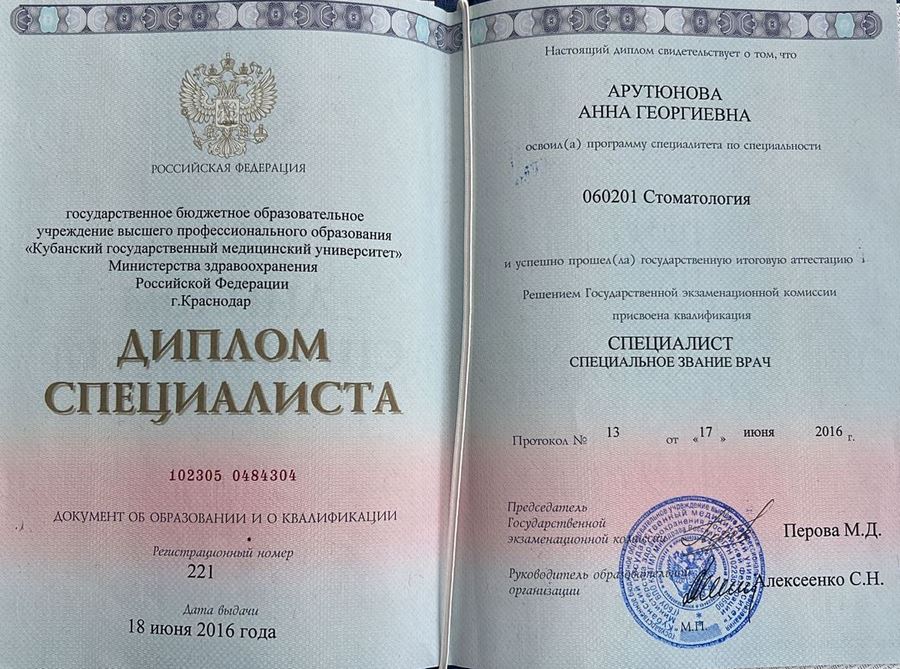 РОССИЙСКАЯ ФЕДЕРАЦИЯ
государственное бюджетное образовательное
учреждение высшего профессионального образования
«Кубанский государственный медицинский университет»
Министерства здравоохранения
Российской Федерации
г.Краснодар
ДИПЛОМ
СПЕЦИАЛИСТА
102305 0484304
ДОКУМЕНТ ОБ ОБРАЗОВАНИИ И О КВАЛИФИКАЦИИ
Регистрационный номер
221
Дата выдачи
18 июня 2016 года
Настоящий диплом свидетельствует о том, что
АРУТЮНОВА
АННА ГЕОРГИЕВНА
освоил(а) программу специалитета по специальности
060201 Стоматология
и успешно прошел(ла) государственную итоговую аттестацию
Решением Государственной экзаменационной комиссии
присвоена квалификация
СПЕЦИАЛИСТ
СПЕЦИАЛЬНОЕ ЗВАНИЕ ВРАЧ
Протокол № 13 от «17» июня 2016 г.
Председатель
Государственной
экзаменационной комиссии
Перова М.Д.
Руководитель образовательной
организации
Алексеенко С.Н.
М.П.